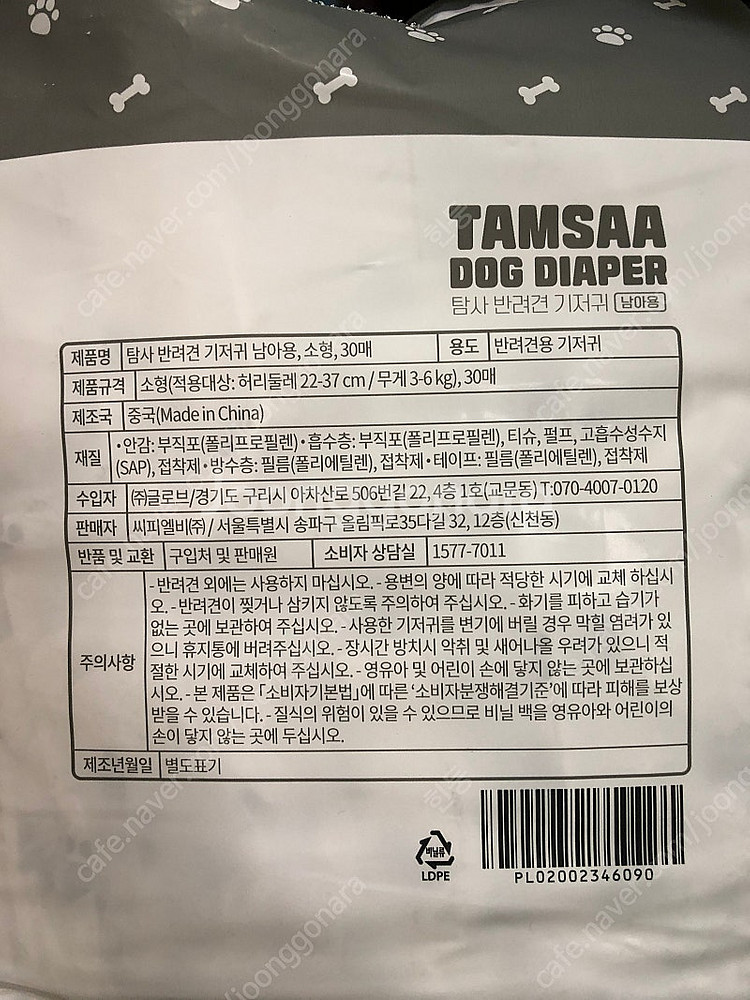 TAMSAA
DOG DIAPER
탐사 반려견 기저귀 남아용
제품명 탐사 반려견 기저귀 남아용, 소형, 30매 용도 반려견용 기저귀
제품규격 소형(적용대상: 허리둘레 22-37 cm / 무게 3-6 kg), 30매
제조국 중국(Made in China)
재질 •안감: 부직포(폴리프로필렌) •흡수층: 부직포(폴리프로필렌), 티슈, 펄프, 고흡수성수지
(SAP), 접착제 •방수층: 필름(폴리에틸렌), 접착제 •테이프: 필름(폴리에틸렌), 접착제
수입자 ㈜글로브/경기도 구리시 아차산로 506번길 22, 4층 1호(교문동) T:070-4007-0120
판매자 씨피엘비㈜/ 서울특별시 송파구 올림픽로35다길 32, 12층(신천동)
반품 및 교환 구입처 및 판매원 소비자 상담실 1577-7011
주의사항
- 반려견 외에는 사용하지 마십시오. - 용변의 양에 따라 적당한 시기에 교체 하십시
오. - 반려견이 찢거나 삼키지 않도록 주의하여 주십시오. - 화기를 피하고 습기가
없는 곳에 보관하여 주십시오. - 사용한 기저귀를 변기에 버릴 경우 막힐 염려가 있
으니 휴지통에 버려주십시오. - 장시간 방치시 악취 및 새어나올 우려가 있으니 적
절한 시기에 교체하여 주십시오. - 영유아 및 어린이 손에 닿지 않는 곳에 보관하십
시오. - 본 제품은 「소비자기본법」에 따른 '소비자분쟁해결기준'에 따라 피해를 보상
받을 수 있습니다. - 질식의 위험이 있을 수 있으므로 비닐 백을 영유아와 어린이의
손이 닿지 않는 곳에 두십시오.
제조년월일 별도표기
비닐류
LDPE
PL02002346090
cafe.naver.com/joonggonara